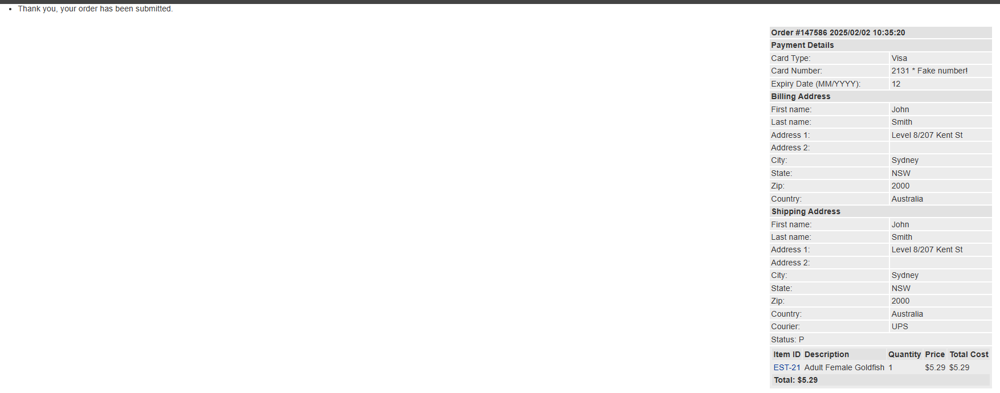 Thank you, your order has been submitted.
Order #147586 2025/02/02 10:35:20
Payment Details
Card Type: Visa
Card Number: 2131 * Fake number!
Expiry Date (MM/YYYY): 12
Billing Address
First name: John
Last name: Smith
Address 1: Level 8/207 Kent St
Address 2:
City: Sydney
State: NSW
Zip: 2000
Country: Australia
Shipping Address
First name: John
Last name: Smith
Address 1: Level 8/207 Kent St
Address 2:
City: Sydney
State: NSW
Zip: 2000
Country: Australia
Courier: UPS
Status: P
Item ID Description Quantity Price Total Cost
EST-21 Adult Female Goldfish 1 $5.29 $5.29
Total: $5.29